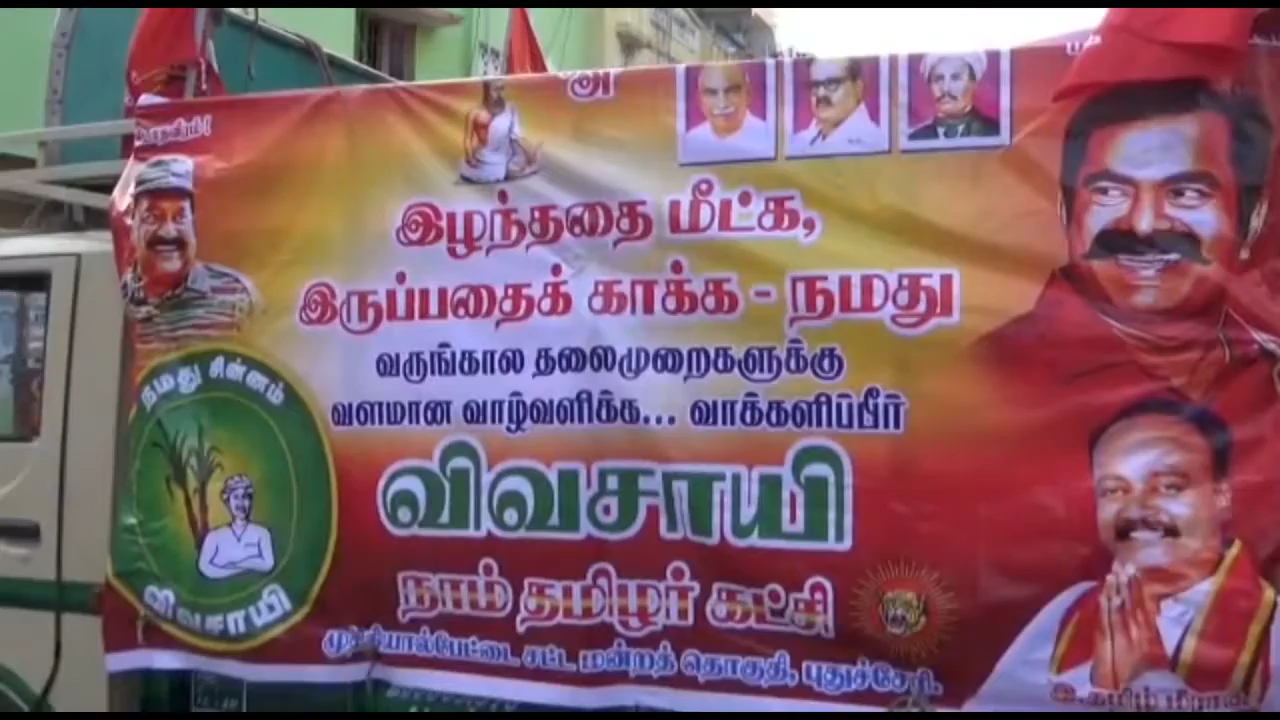 இழந்ததை மீட்க,
இருப்பதைக் காக்க - நமது
வருங்கால தலைமுறைகளுக்கு
வளமான வாழ்வளிக்க... வாக்களிப்பீர்
விவசாயி
நாம் தமிழர் கட்சி
முத்தியால்பேட்டை சட்டமன்றத் தொகுதி, புதுச்சேரி.
நமது சின்னம்
விவசாயி